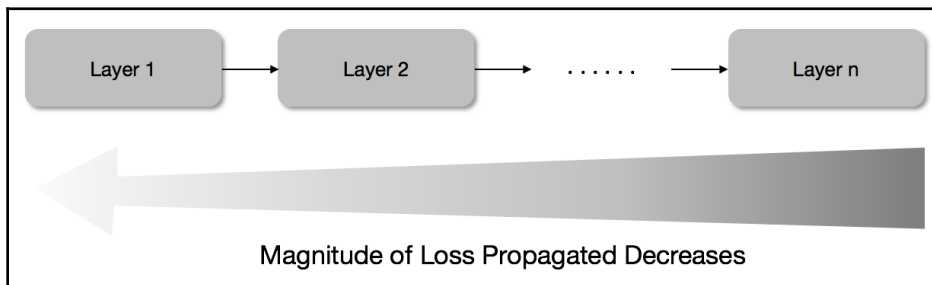 Layer 1
Layer 2
......
Layer n
Magnitude of Loss Propagated Decreases